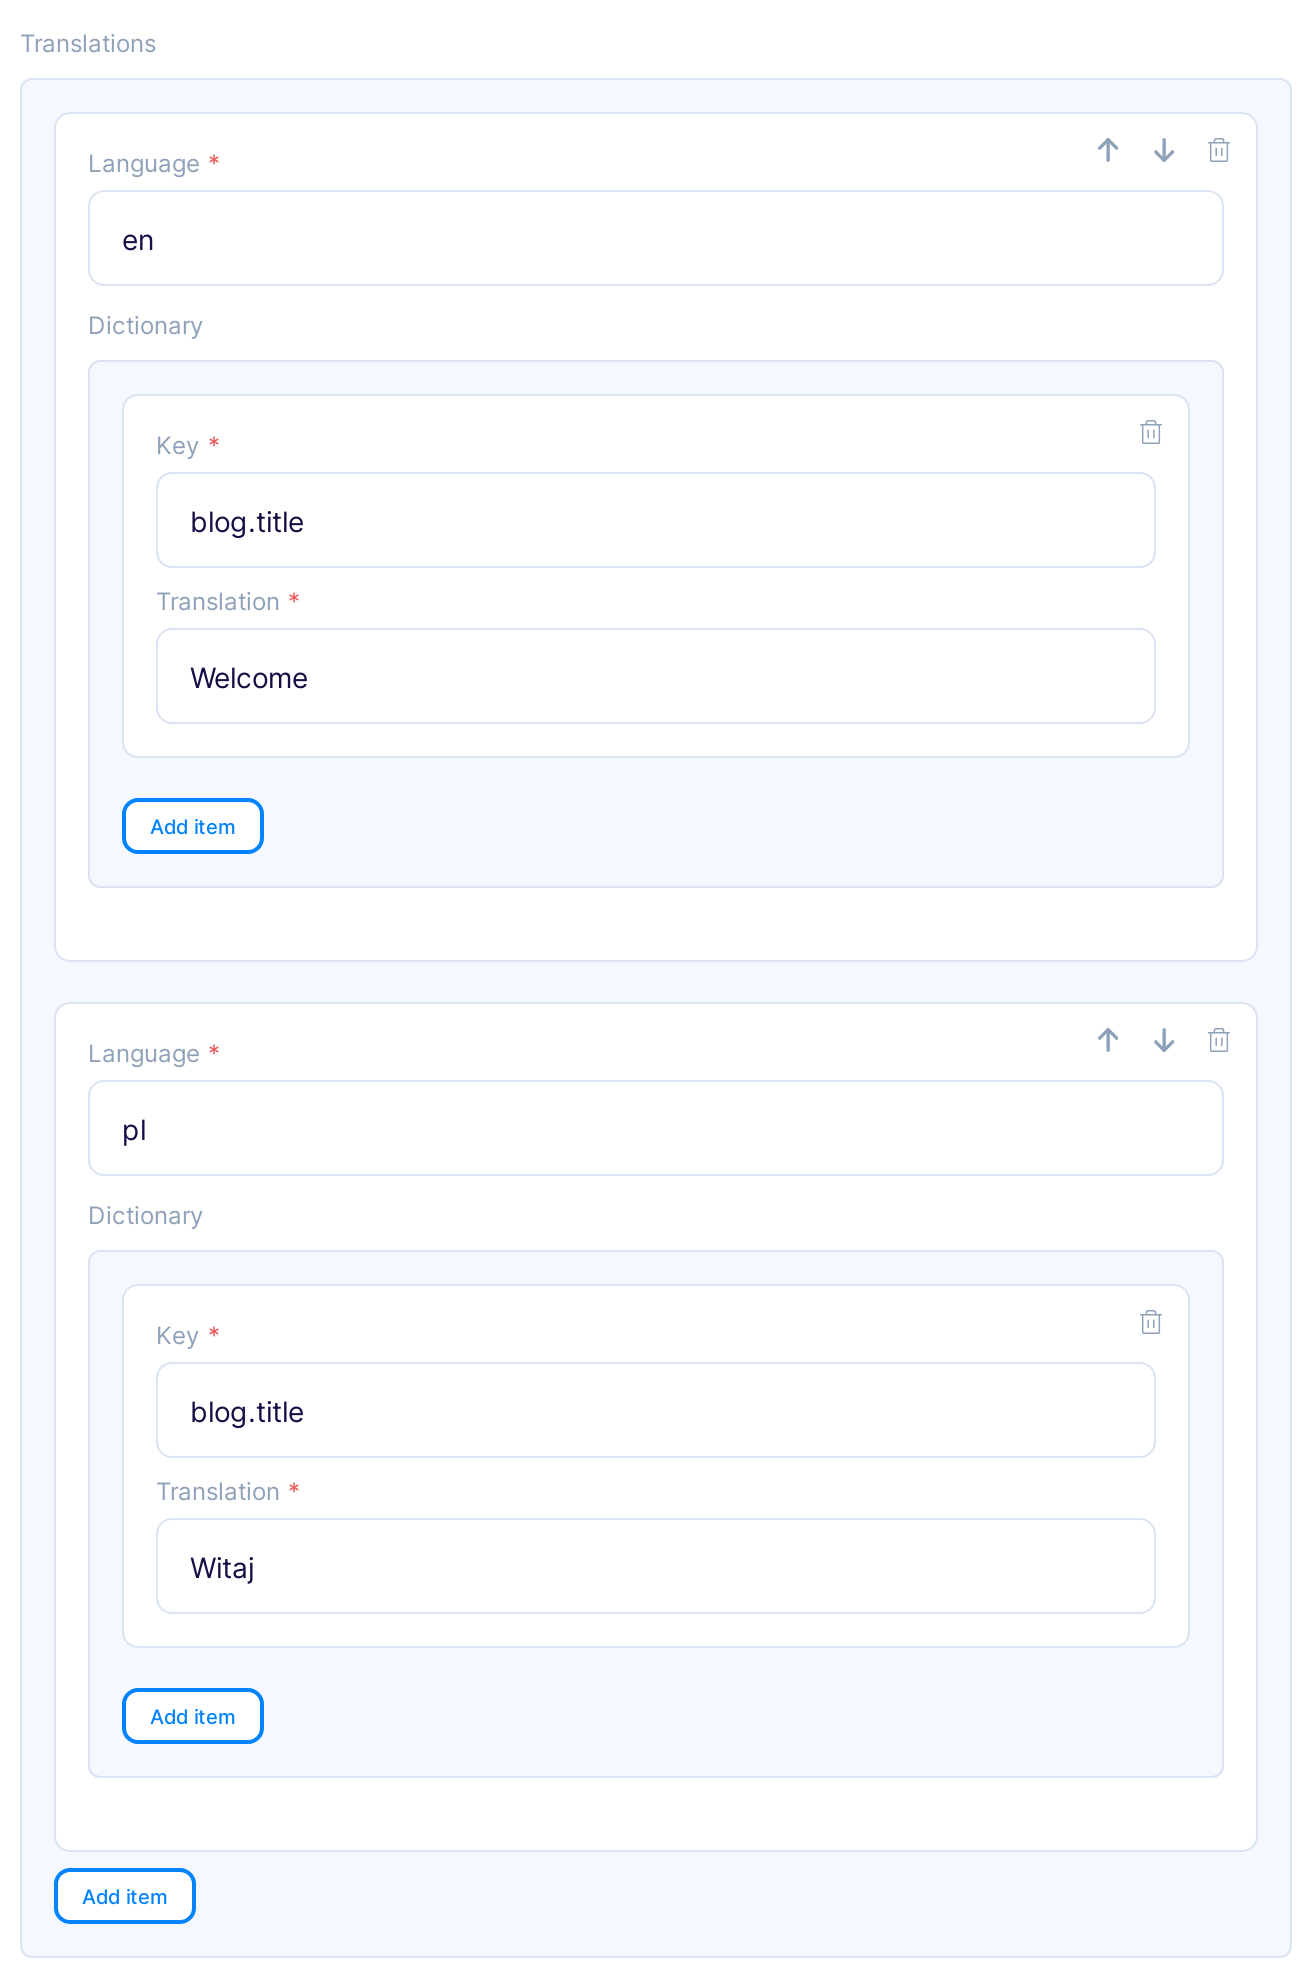 Translations
Language *
en
Dictionary
Key *
blog.title
Translation *
Welcome
Add item
Language *
pl
Dictionary
Key *
blog.title
Translation *
Witaj
Add item
Add item